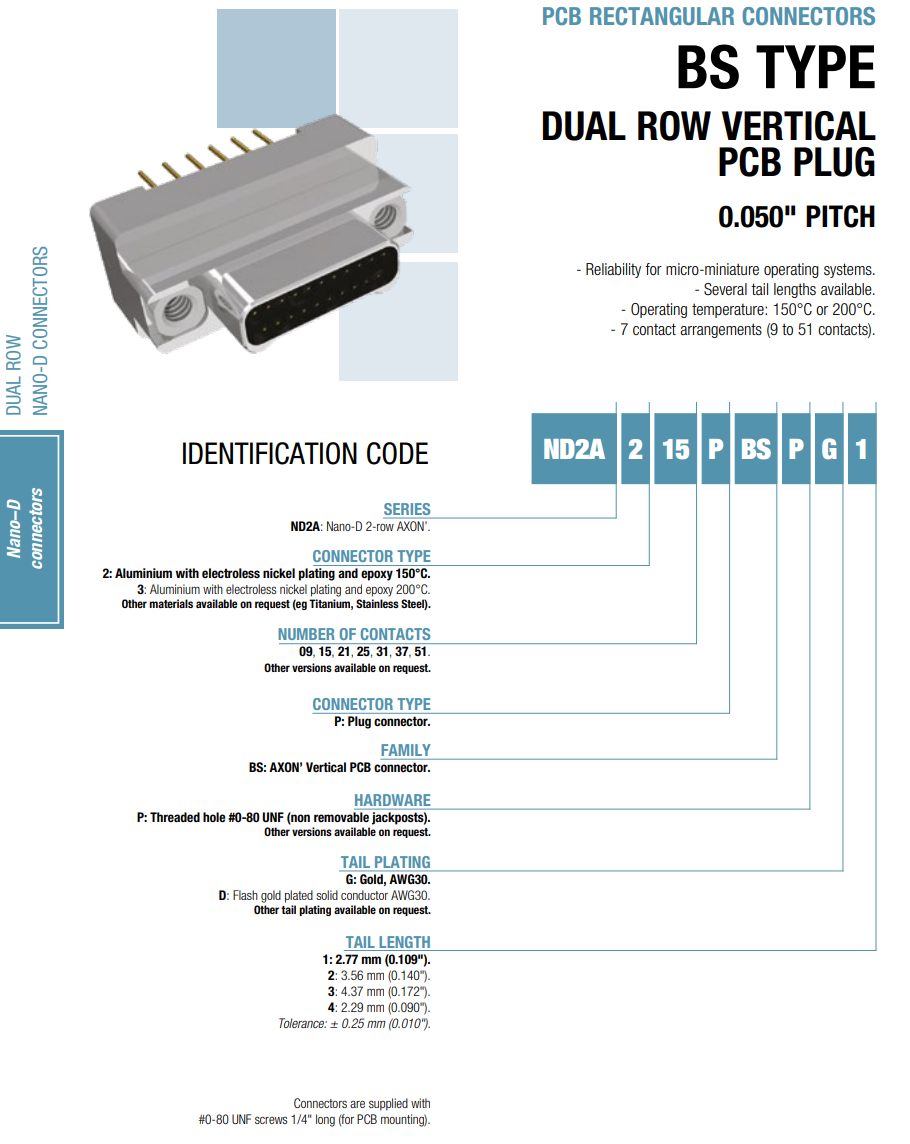 PCB RECTANGULAR CONNECTORS
BS TYPE
DUAL ROW VERTICAL
PCB PLUG
0.050" PITCH
- Reliability for micro-miniature operating systems.
- Several tail lengths available.
- Operating temperature: 150°C or 200°C.
- 7 contact arrangements (9 to 51 contacts).
DUAL ROW
NANO-D CONNECTORS
Nano–D
connectors
IDENTIFICATION CODE
ND2A 2 15 P BS P G 1
SERIES
ND2A: Nano-D 2-row AXON'.
CONNECTOR TYPE
2: Aluminium with electroless nickel plating and epoxy 150°C.
3: Aluminium with electroless nickel plating and epoxy 200°C.
Other materials available on request (eg Titanium, Stainless Steel).
NUMBER OF CONTACTS
09, 15, 21, 25, 31, 37, 51.
Other versions available on request.
CONNECTOR TYPE
P: Plug connector.
FAMILY
BS: AXON' Vertical PCB connector.
HARDWARE
P: Threaded hole #0-80 UNF (non removable jackposts).
Other versions available on request.
TAIL PLATING
G: Gold, AWG30.
D: Flash gold plated solid conductor AWG30.
Other tail plating available on request.
TAIL LENGTH
1: 2.77 mm (0.109").
2: 3.56 mm (0.140").
3: 4.37 mm (0.172").
4: 2.29 mm (0.090").
Tolerance: ± 0.25 mm (0.010").
Connectors are supplied with
#0-80 UNF screws 1/4" long (for PCB mounting).